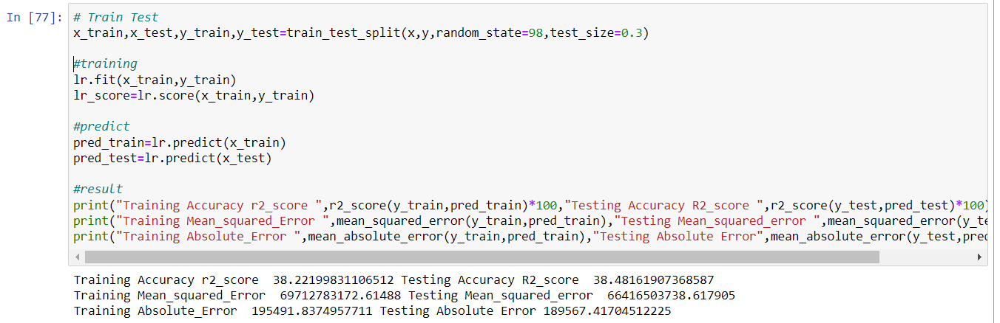 In [77]:
# Train Test
x_train,x_test,y_train,y_test=train_test_split(x,y,random_state=98,test_size=0.3)
#training
lr.fit(x_train,y_train)
lr_score=lr.score(x_train,y_train)
#predict
pred_train=lr.predict(x_train)
pred_test=lr.predict(x_test)
#result
print("Training Accuracy r2_score ",r2_score(y_train,pred_train)*100,"Testing Accuracy R2_score ",r2_score(y_test,pred_test)*100)
print("Training Mean_squared_Error ",mean_squared_error(y_train,pred_train),"Testing Mean_squared_error ",mean_squared_error(y_te
print("Training Absolute_Error ",mean_absolute_error(y_train,pred_train),"Testing Absolute Error",mean_absolute_error(y_test,pred
Training Accuracy r2_score  38.22199831106512 Testing Accuracy R2_score  38.48161907368587
Training Mean_squared_Error  69712783172.61488 Testing Mean_squared_error  66416503738.617905
Training Absolute_Error  195491.8374957711 Testing Absolute Error 189567.41704512225